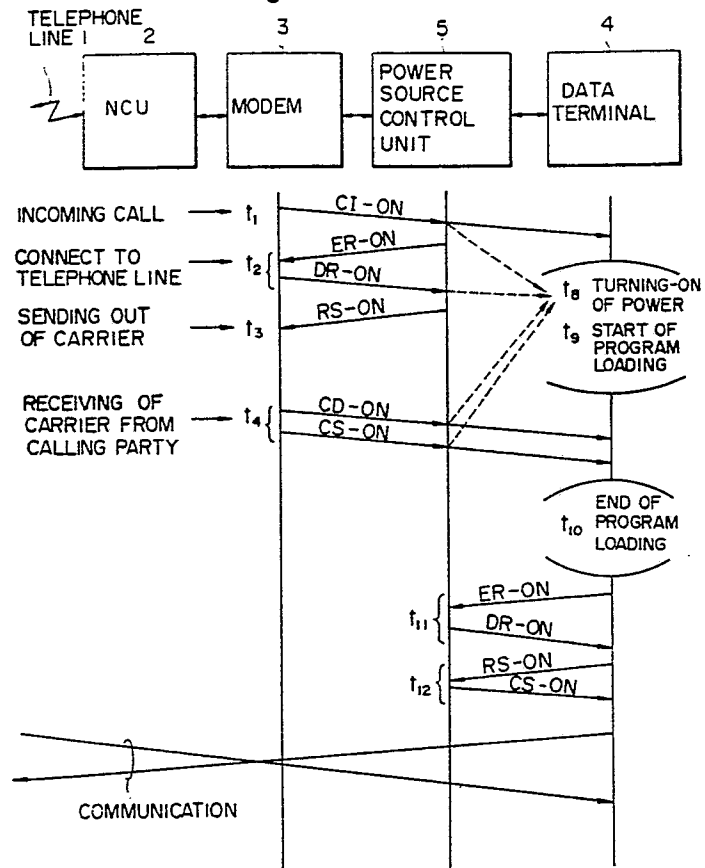 TELEPHONE
LINE 1
2
3
5
4
NCU
MODEM
POWER
SOURCE
CONTROL
UNIT
DATA
TERMINAL
INCOMING CALL
t1
CI-ON
CONNECT TO
TELEPHONE LINE
t2
ER-ON
DR-ON
t8 TURNING-ON
OF POWER
SENDING OUT
OF CARRIER
t3
RS-ON
t9 START OF
PROGRAM
LOADING
RECEIVING OF
CARRIER FROM
CALLING PARTY
t4
CD-ON
CS-ON
END OF
t10 PROGRAM
LOADING
t11
ER-ON
DR-ON
t12
RS-ON
CS-ON
COMMUNICATION